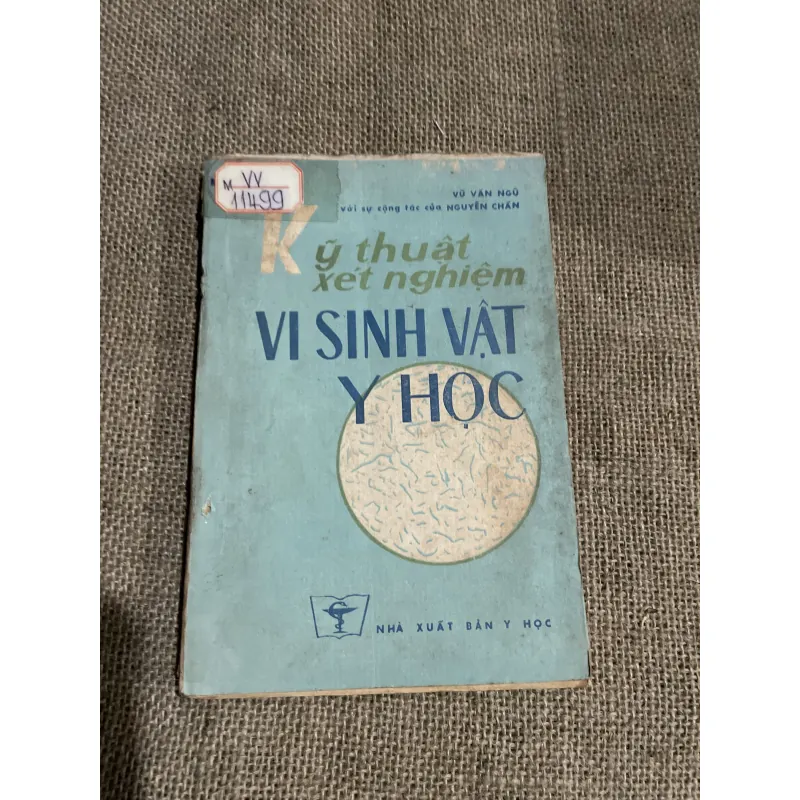 M VV
11499
VŨ VĂN NGŨ
với sự cộng tác của NGUYỄN CHẤN
Kỹ thuật
xét nghiệm
VI SINH VẬT
Y HỌC
NHÀ XUẤT BẢN Y HỌC